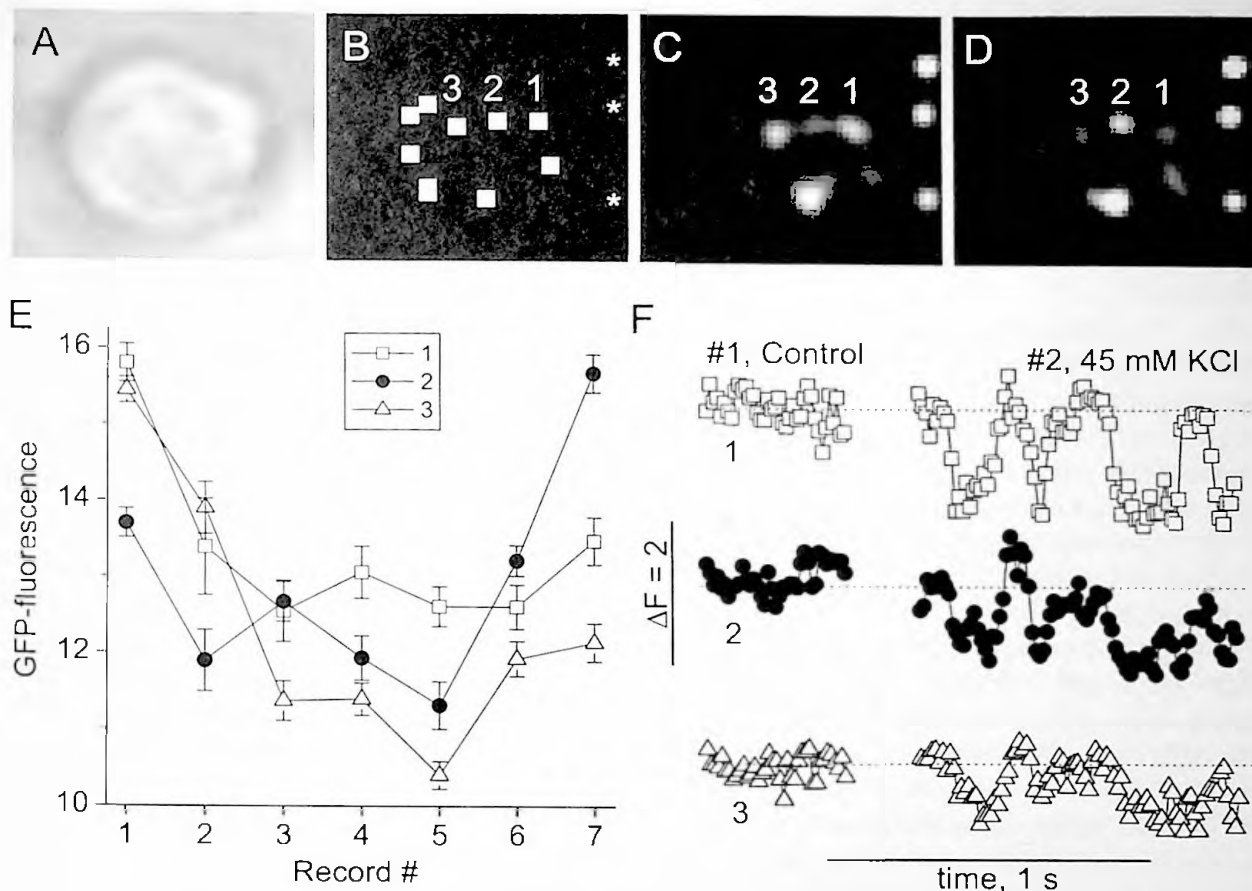 A
B
3 2 1
*
*
*
C
3 2 1
D
3 2 1
E
16
14
12
10
GFP-fluorescence
1
2
3
1 2 3 4 5 6 7
Record #
F
#1, Control
#2, 45 mM KCl
1
ΔF = 2
2
3
time, 1 s